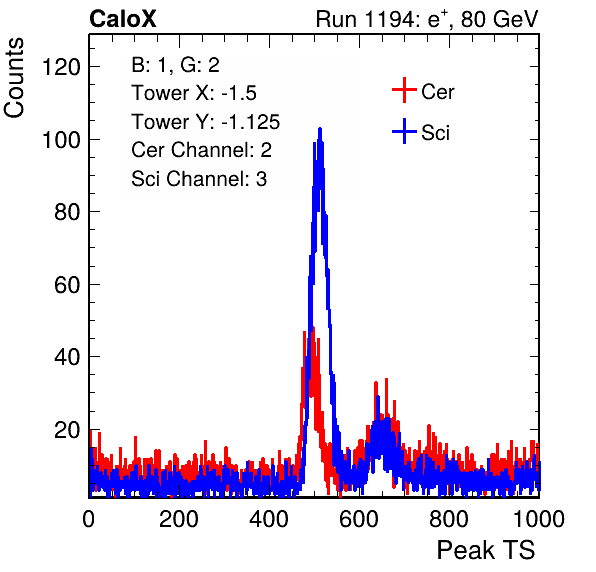 CaloX Run 1194: e+, 80 GeV
Counts
120
100
80
60
40
20
B: 1, G: 2
Tower X: -1.5
Tower Y: -1.125
Cer Channel: 2
Sci Channel: 3
Cer
Sci
0 200 400 600 800 1000
Peak TS